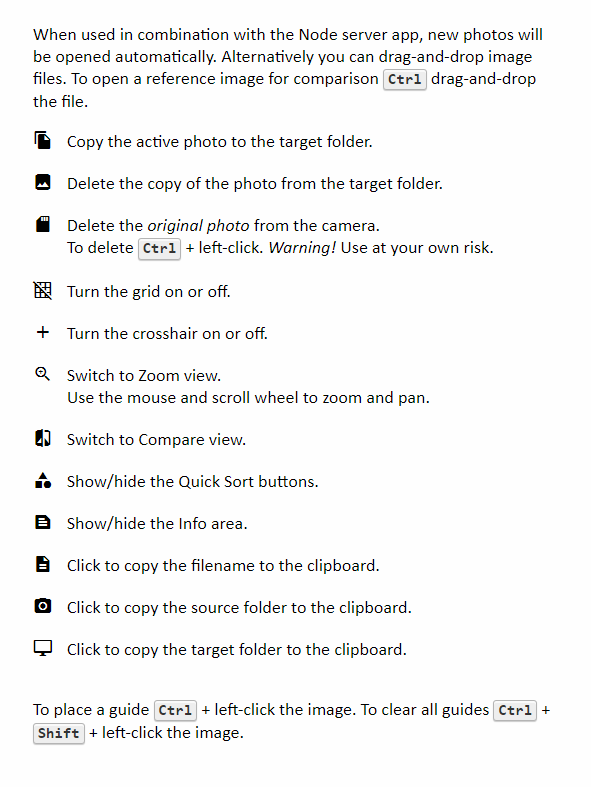 When used in combination with the Node server app, new photos will
be opened automatically. Alternatively you can drag-and-drop image
files. To open a reference image for comparison Ctrl drag-and-drop
the file.
Copy the active photo to the target folder.
Delete the copy of the photo from the target folder.
Delete the original photo from the camera.
To delete Ctrl + left-click. Warning! Use at your own risk.
Turn the grid on or off.
Turn the crosshair on or off.
Switch to Zoom view.
Use the mouse and scroll wheel to zoom and pan.
Switch to Compare view.
Show/hide the Quick Sort buttons.
Show/hide the Info area.
Click to copy the filename to the clipboard.
Click to copy the source folder to the clipboard.
Click to copy the target folder to the clipboard.
To place a guide Ctrl + left-click the image. To clear all guides Ctrl +
Shift + left-click the image.